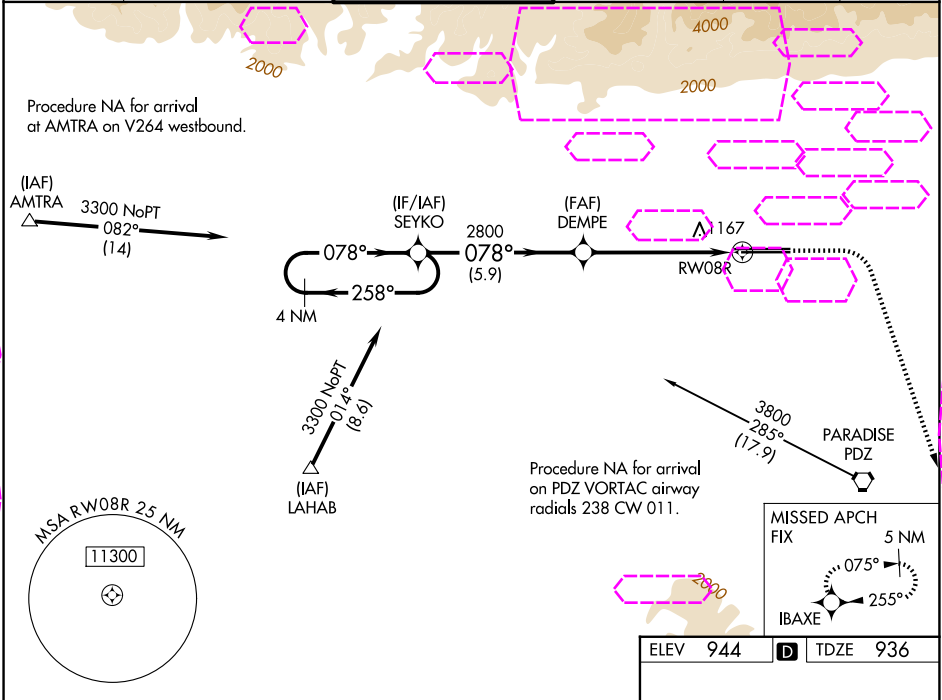 4000
2000
2000
Procedure NA for arrival
at AMTRA on V264 westbound.
(IAF)
AMTRA
3300 NoPT
082°
(14)
(IF/IAF)
SEYKO
(FAF)
DEMPE
2800
078°
078°
(5.9)
1167
RW08R
258°
4 NM
3300 NoPT
014°
(8.6)
(IAF)
LAHAB
3800
285°
(17.9)
PARADISE
PDZ
Procedure NA for arrival
on PDZ VORTAC airway
radials 238 CW 011.
MSA RW08R 25 NM
11300
MISSED APCH
FIX
5 NM
075°
255°
IBAXE
2000
ELEV 944 D TDZE 936